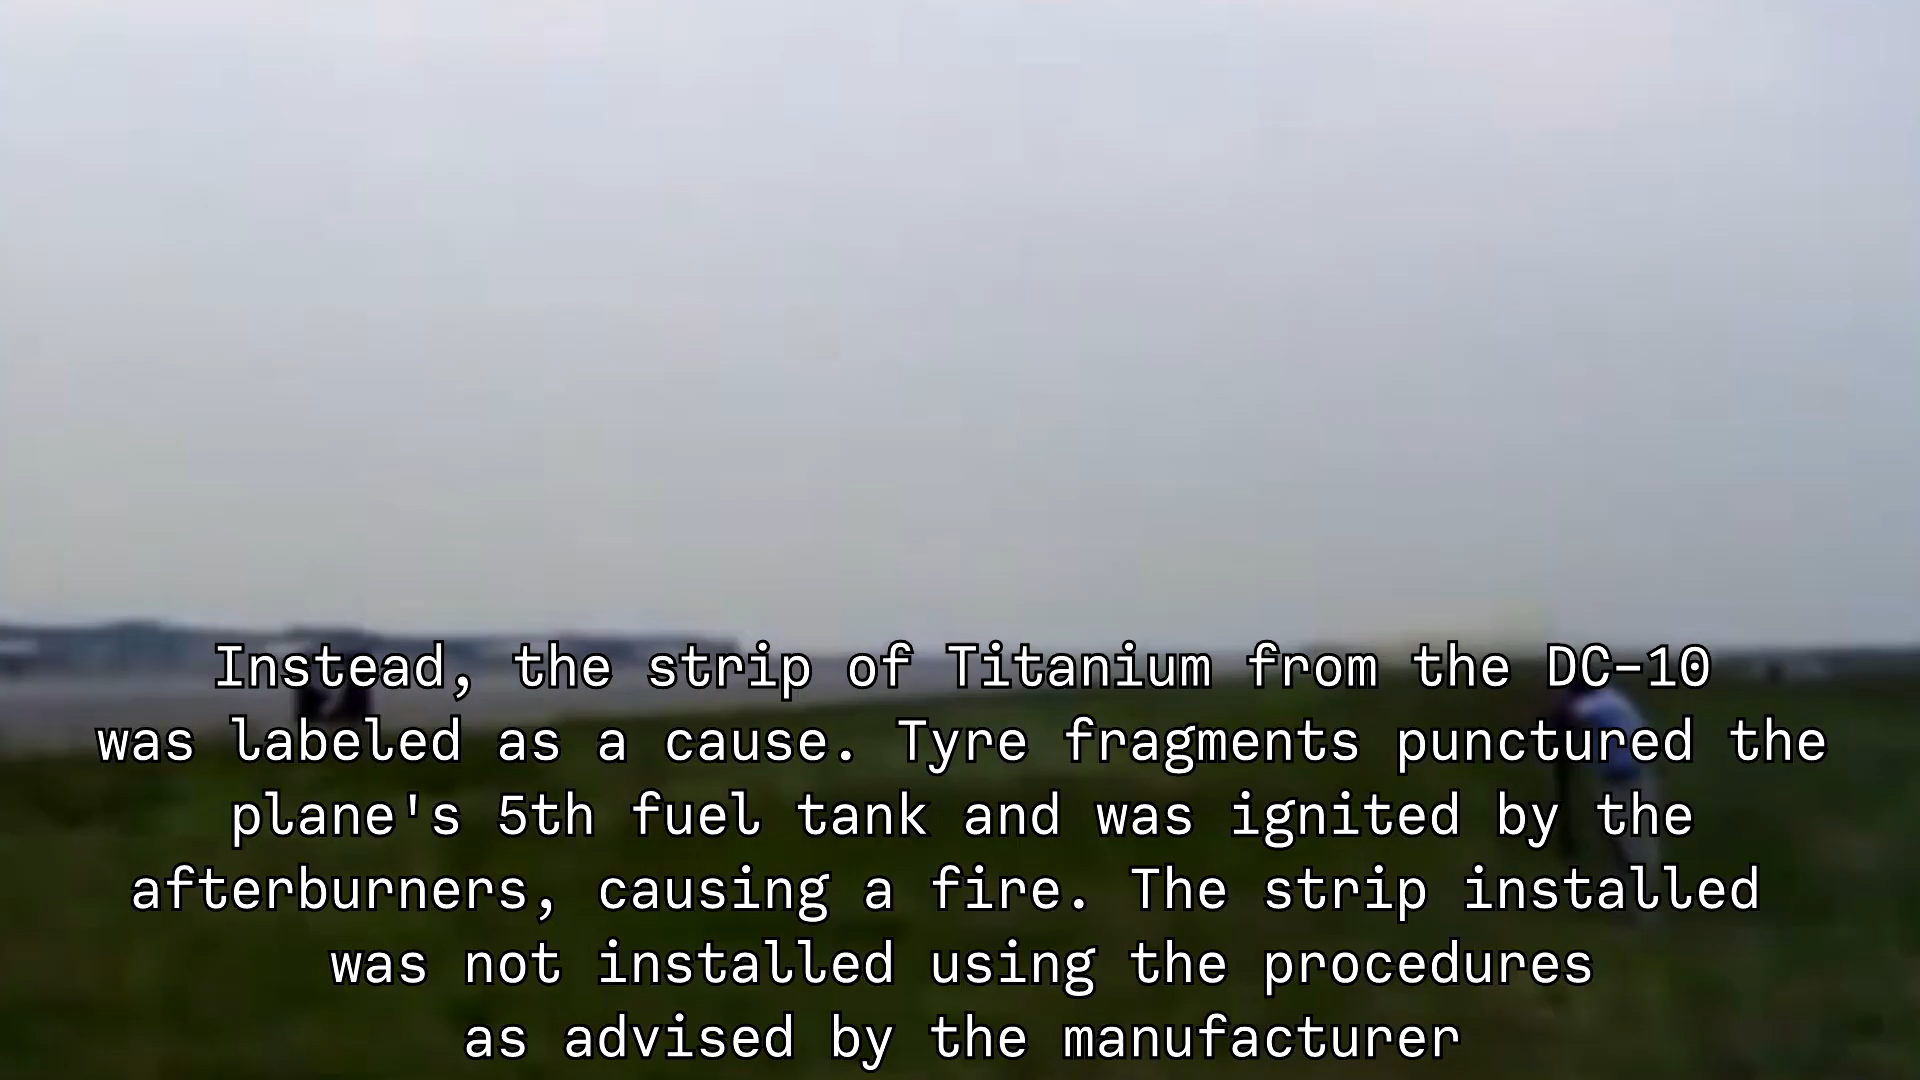 Instead, the strip of Titanium from the DC-10
was labeled as a cause. Tyre fragments punctured the
plane's 5th fuel tank and was ignited by the
afterburners, causing a fire. The strip installed
was not installed using the procedures
as advised by the manufacturer